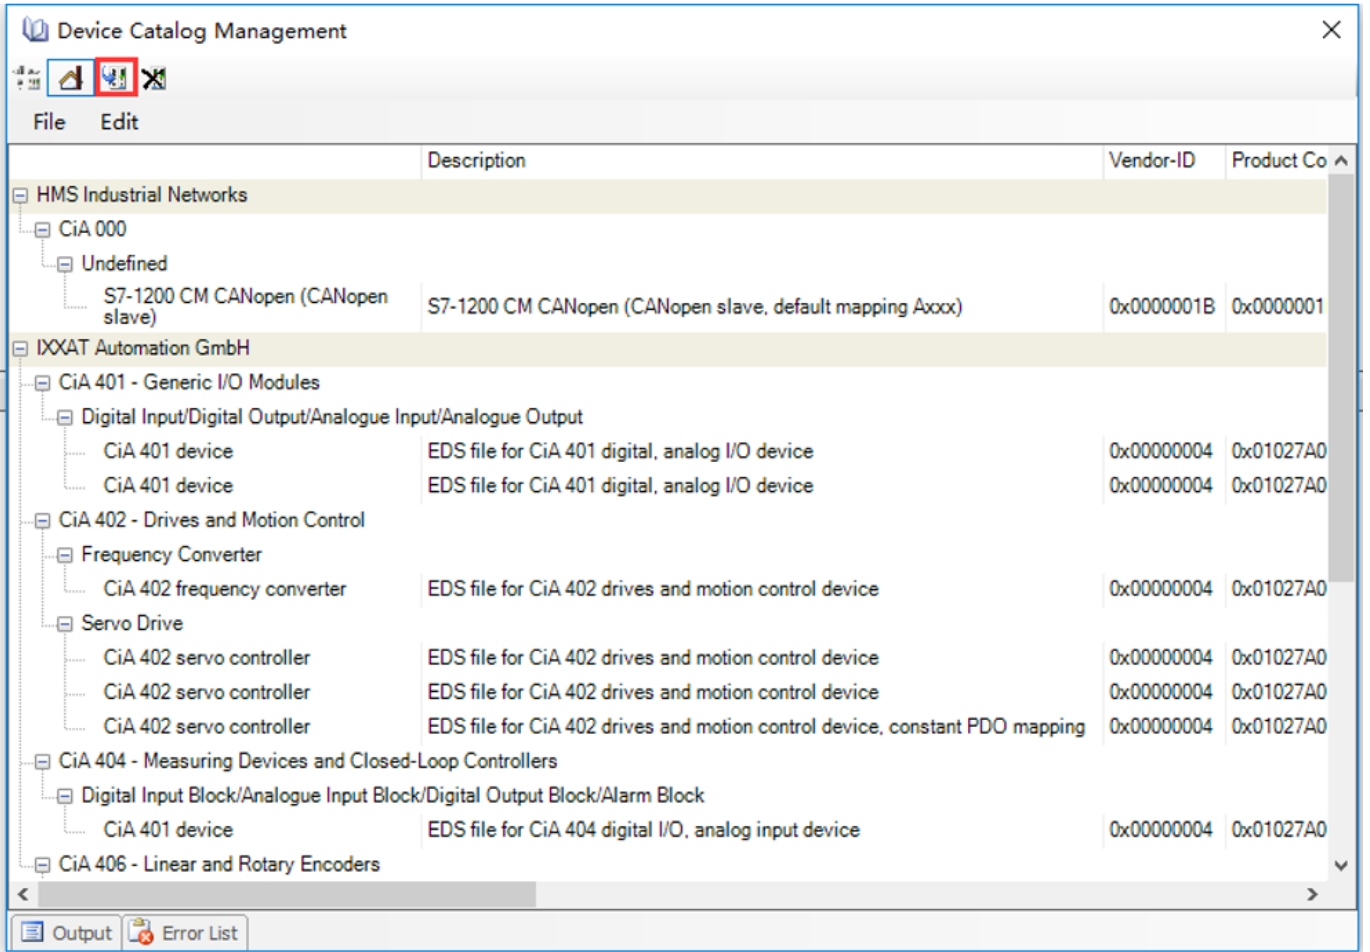 Device Catalog Management
File Edit
Description Vendor-ID Product Co
HMS Industrial Networks
CiA 000
Undefined
S7-1200 CM CANopen (CANopen slave) S7-1200 CM CANopen (CANopen slave, default mapping Axxx) 0x0000001B 0x0000001
IXXAT Automation GmbH
CiA 401 - Generic I/O Modules
Digital Input/Digital Output/Analogue Input/Analogue Output
CiA 401 device EDS file for CiA 401 digital, analog I/O device 0x00000004 0x01027A0
CiA 401 device EDS file for CiA 401 digital, analog I/O device 0x00000004 0x01027A0
CiA 402 - Drives and Motion Control
Frequency Converter
CiA 402 frequency converter EDS file for CiA 402 drives and motion control device 0x00000004 0x01027A0
Servo Drive
CiA 402 servo controller EDS file for CiA 402 drives and motion control device 0x00000004 0x01027A0
CiA 402 servo controller EDS file for CiA 402 drives and motion control device 0x00000004 0x01027A0
CiA 402 servo controller EDS file for CiA 402 drives and motion control device, constant PDO mapping 0x00000004 0x01027A0
CiA 404 - Measuring Devices and Closed-Loop Controllers
Digital Input Block/Analogue Input Block/Digital Output Block/Alarm Block
CiA 401 device EDS file for CiA 404 digital I/O, analog input device 0x00000004 0x01027A0
CiA 406 - Linear and Rotary Encoders
Output Error List